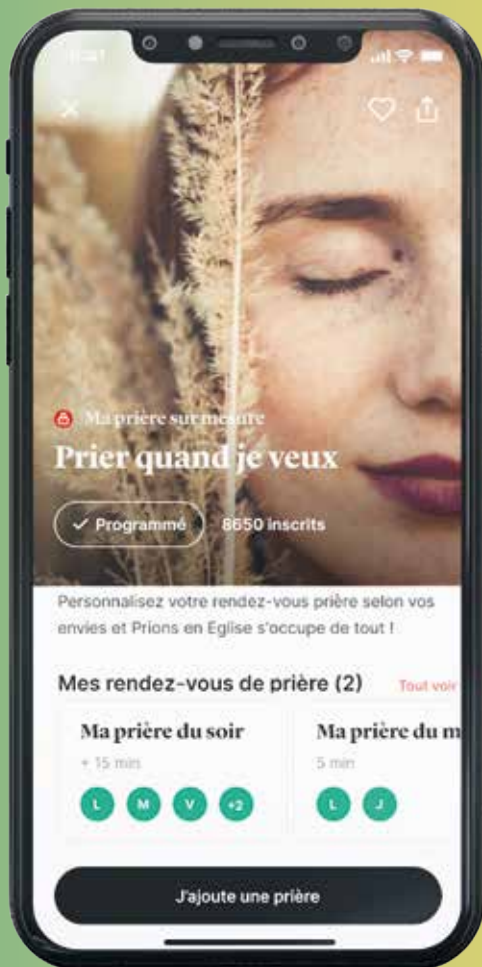 Ma prière sur mesure
Prier quand je veux
Programmé
8650 inscrits
Personnalisez votre rendez-vous prière selon vos
envies et Prions en Eglise s'occupe de tout !
Mes rendez-vous de prière (2) Tout voir
Ma prière du soir
+ 15 min
L M V +2
Ma prière du m
5 min
L J
J'ajoute une prière